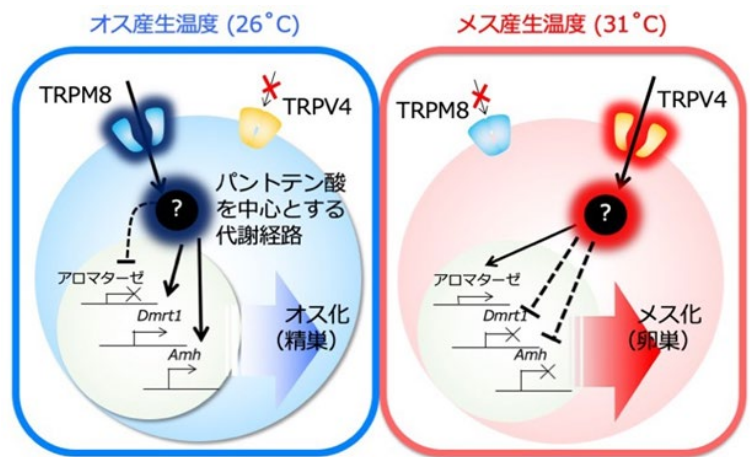 オス産生温度 (26˚C)
TRPM8
TRPV4
?
パントテン酸
を中心とする
代謝経路
アロマターゼ
Dmrt1
Amh
オス化
(精巣)
メス産生温度 (31˚C)
TRPM8
TRPV4
?
アロマターゼ
Dmrt1
Amh
メス化
(卵巣)